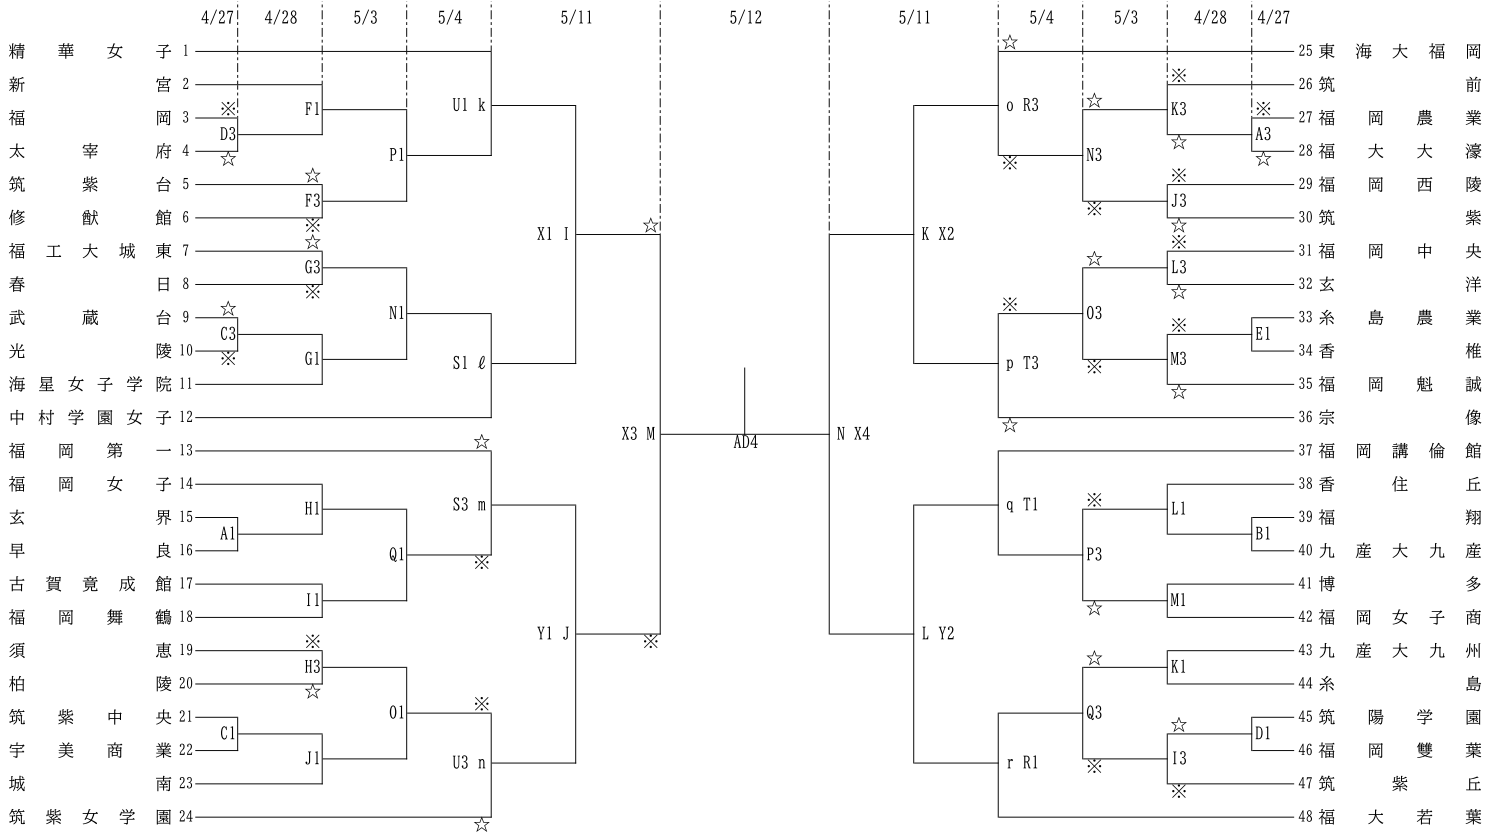 4/27 4/28 5/3 5/4 5/11 5/12 5/11 5/4 5/3 4/28 4/27
精華女子 1
新宮 2
福岡 3
太宰府 4
筑紫台 5
修猷館 6
福工大城東 7
春日 8
武蔵台 9
光陵 10
海星女子学院 11
中村学園女子 12
福岡第一 13
福岡女子 14
玄界 15
早良 16
古賀竟成館 17
福岡舞鶴 18
須恵 19
柏陵 20
筑紫中央 21
宇美商業 22
城南 23
筑紫女学園 24
※
D3
☆
☆
C3
※
A1
C1
F1
☆
F3
※
☆
G3
※
G1
H1
I1
※
H3
☆
J1
P1
N1
Q1
O1
U1 k
S1 ℓ
☆
S3 m
※
※
U3 n
☆
X1 I
Y1 J
☆
X3 M
※
AD4
N X4
K X2
L Y2
☆
o R3
※
※
p T3
☆
q T1
r R1
☆
N3
※
☆
O3
※
※
P3
☆
☆
Q3
※
※
K3
☆
※
J3
☆
※
L3
☆
※
M3
☆
L1
M1
K1
☆
I3
※
※
A3
☆
E1
B1
D1
25 東海大福岡
26 筑前
27 福岡農業
28 福大大濠
29 福岡西陵
30 筑紫
31 福岡中央
32 玄洋
33 糸島農業
34 香椎
35 福岡魁誠
36 宗像
37 福岡講倫館
38 香住丘
39 福翔
40 九産大九産
41 博多
42 福岡女子商
43 九産大九州
44 糸島
45 筑陽学園
46 福岡雙葉
47 筑紫丘
48 福大若葉